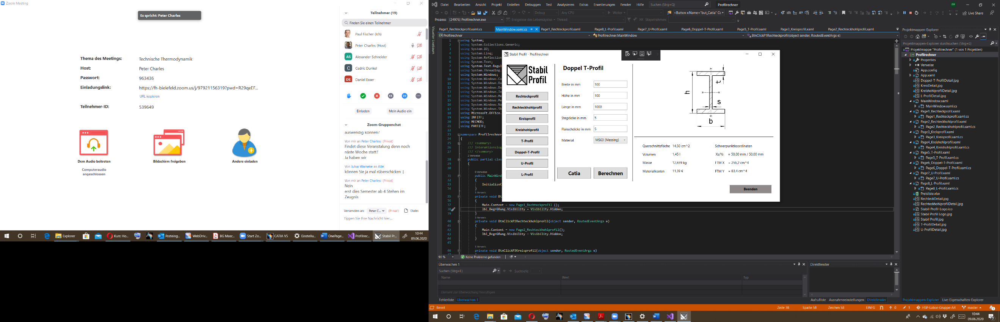 Zoom Meeting
Es spricht: Peter Charles
Thema des Meetings: Technische Thermodynamik
Host: Peter Charles
Passwort: 963436
Einladungslink: https://fh-bielefeld.zoom.us/j/97921156319?pwd=R29qeEF...
URL kopieren
Teilnehmer-ID: 539649
Dem Audio beitreten
Computeraudio
angeschlossen
Bildschirm freigeben
Andere einladen
Teilnehmer (19)
Finden Sie einen Teilnehmer
Paul Fischer (Ich)
Peter Charles (Host)
AS Alexander Schneider
C Cedric Dunkel
DE Daniel Esser
Einladen
Mein Audio ein
Zoom-Gruppenchat
auswendig können?
Von mir an Peter Charles: (Privat)
Findet diese Veranstalung denn noch
näste Woche statt?
Ja haben wir
Von Julius Warneke an Alle:
können Sie ja mal rüberschicken :)
Von mir an Peter Charles: (Privat)
Nein
erst dies Semester ab 4 Stehen im
Zeugnis
Versenden an: Peter C... (Privat) Datei
Tippen Sie Ihre Nachricht hier...
Explorer
Kurs: Ho...
Posteing...
WebDriv...
BG Masc...
Start Zo...
CATIA V5
Einstellu...
OnePage...
Profilrec...
Stabil Pr...
10:44
09.06.2020
Datei Bearbeiten Ansicht Projekt Erstellen Debuggen Test Analysieren Extras Erweiterungen Fenster Hilfe Suchen (Strg+Q) Profilrechner PF
Debug Any CPU Weiter <Button x:Name="but_Catia" C Live Share
Prozess: [24976] Profilrechner.exe Ereignisse des Lebenszyklus Thread: Stapelrahmen:
Visueller Livebaum
Page1_Rechteckprofil.xaml.cs MainWindow.xaml.cs Page1_Rechteckprofil.xaml Page8_L-Profil.xaml Page7_U-Profil.xaml Page6_Doppel-T-Profil.xaml Page5_T-Profil.xaml Page3_Kreisprofil.xaml Page2_Rechteckhohlprofil.xaml
Profilrechner Profilrechner.MainWindow BtnClickP1Rechteckprofil(object sender, RoutedEventArgs e)
1 using System;
2 using System.Collections.Generic;
3 using System.IO;
4 using System.Linq;
5 using System.Reflection
6 using System.Text;
7 using System.Text.Regul
8 using System.Threading.
9 using System.Windows;
10 using System.Windows.Co
11 using System.Windows.Da
12 using System.Windows.Do
13 using System.Windows.In
14 using System.Windows.Me
15 using System.Windows.Me
16 using System.Windows.Na
17 using System.Windows.Sh
18 using Microsoft.Office.
19 using INFITF;
20 using MECMOD;
21 using PARTITF;
22
23 namespace Profilrechner
24 {
25 /// <summary>
26 /// Interaktionslog
27 /// </summary>
2 Verweise
28 public partial clas
29 {
30
0 Verweise
31 public MainWind
32 {
33 InitializeC
34 }
1-Verweis
35 private void Bt
36 {
37 Main.Content = new Page1_Rechteckprofil ();
38 lbl_Begrüßung.Visibility = Visibility.Hidden;
39 }
1-Verweis
40 private void BtnClickP2Rechteckhohlprofil(object sender, RoutedEventArgs e)
41 {
42 Main.Content = new Page2_Rechteckhohlprofil();
43 lbl_Begrüßung.Visibility = Visibility.Hidden;
44 }
45
1-Verweis
46 private void BtnClickP3Kreisprofil(object sender, RoutedEventArgs e)
90 % Keine Probleme gefunden
Stabil Profil - Profilrechner
Stabil
Profil
Rechteckprofil
Rechteckhohlprofil
Kreisprofil
Kreishohlprofil
T-Profil
Doppel-T-Profil
U-Profil
L-Profil
Doppel T-Profil
Breite in mm 100
Höhe in mm 100
Länge in mm 1000
Stegdicke in mm 5
Flanschdicke in mm 5
Material MS63 (Messing)
Catia
Berechnen
h
t
s
b
Querschnittsfläche 14,50 cm^2 Schwerpunktkoordinaten
Volumen 1,45 l Xs/Ys = 50,00 mm / 50,00 mm
Masse 12,659 kg FTM X = 256,2 cm^4
Materialkosten 11,39 € FTM Y = 83,4 cm^4
Beenden
Überwachen 1
Suchen (Strg+E) Suchtiefe:
Name Wert Typ
Element zur Überwachung hinzufügen
Fehlerliste Überwachen 1
Direktfenster
Aufrufliste Ausnahmeeinstellungen Direktfenster
Projektmappen-Explorer
Projektmappen-Explorer durchsuchen (Strg+ü)
Projektmappe "Profilrechner" (1 von 1 Projekten)
Profilrechner
Properties
Verweise
App.config
App.xaml
Doppel-T-ProfilDetail.jpg
KreisDetail.jpg
KreishohlprofilDetail.jpg
L-ProfilDetail.jpg
MainWindow.xaml
MainWindow.xaml.cs
Page1_Rechteckprofil.xaml
Page1_Rechteckprofil.xaml.cs
Page2_Rechteckhohlprofil.xaml
Page2_Rechteckhohlprofil.xaml.cs
Page3_Kreisprofil.xaml
Page3_Kreisprofil.xaml.cs
Page4_Kreishohlprofil.xaml
Page4_Kreishohlprofil.xaml.cs
Page5_T-Profil.xaml
Page5_T-Profil.xaml.cs
Page6_Doppel-T-Profil.xaml
Page6_Doppel-T-Profil.xaml.cs
Page7_U-Profil.xaml
Page7_U-Profil.xaml.cs
Page8_L-Profil.xaml
Page8_L-Profil.xaml.cs
Preisliste.xlsx
RechteckDetail.jpg
RechteckhohlprofilDetail.jpg
Stabil-Profil-Logo.ico
Stabil Profil Logo.jpg
Stabil Profil.jpg
T-ProfilDetail.jpg
U-ProfilDetail.jpg
Projektmappen-Explorer Live-Eigenschaften-Explorer
Bereit Zeile 38 Spalte 58 Zeichen 58 EINFG 0 1 HSP-Labor-Gruppe-A4 master
10:44
09.06.2020